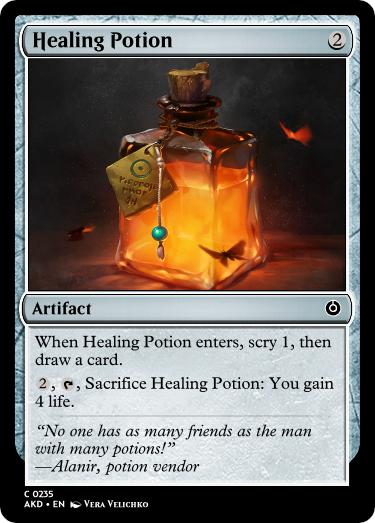 Healing Potion 2
Artifact
When Healing Potion enters, scry 1, then
draw a card.
2, , Sacrifice Healing Potion: You gain
4 life.
“No one has as many friends as the man
with many potions!”
—Alanir, potion vendor
C 0235
AKD • EN Vera Velichko